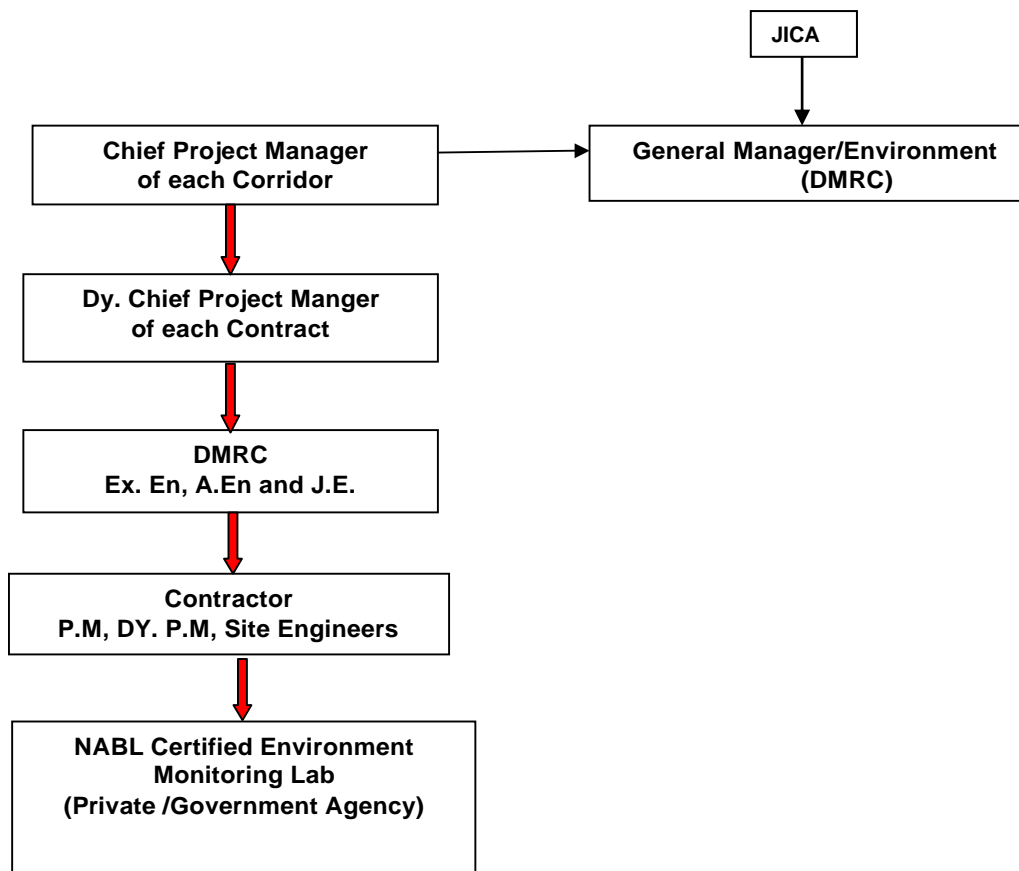 JICA
Chief Project Manager
of each Corridor
General Manager/Environment
(DMRC)
Dy. Chief Project Manger
of each Contract
DMRC
Ex. En, A.En and J.E.
Contractor
P.M, DY. P.M, Site Engineers
NABL Certified Environment
Monitoring Lab
(Private /Government Agency)